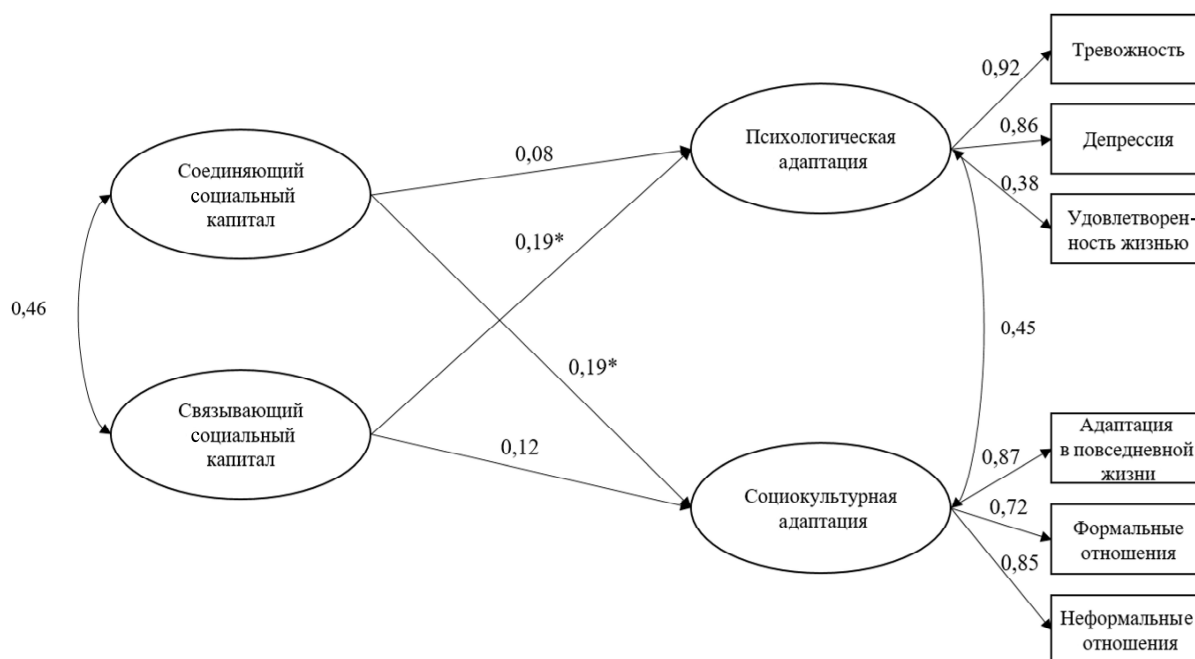 Соединяющий
социальный
капитал
0,46
Связывающий
социальный
капитал
0,08
0,19*
0,19*
0,12
Психологическая
адаптация
0,45
Социокультурная
адаптация
0,92
Тревожность
0,86
Депрессия
0,38
Удовлетворен-
ность жизнью
0,87
Адаптация
в повседневной
жизни
0,72
Формальные
отношения
0,85
Неформальные
отношения